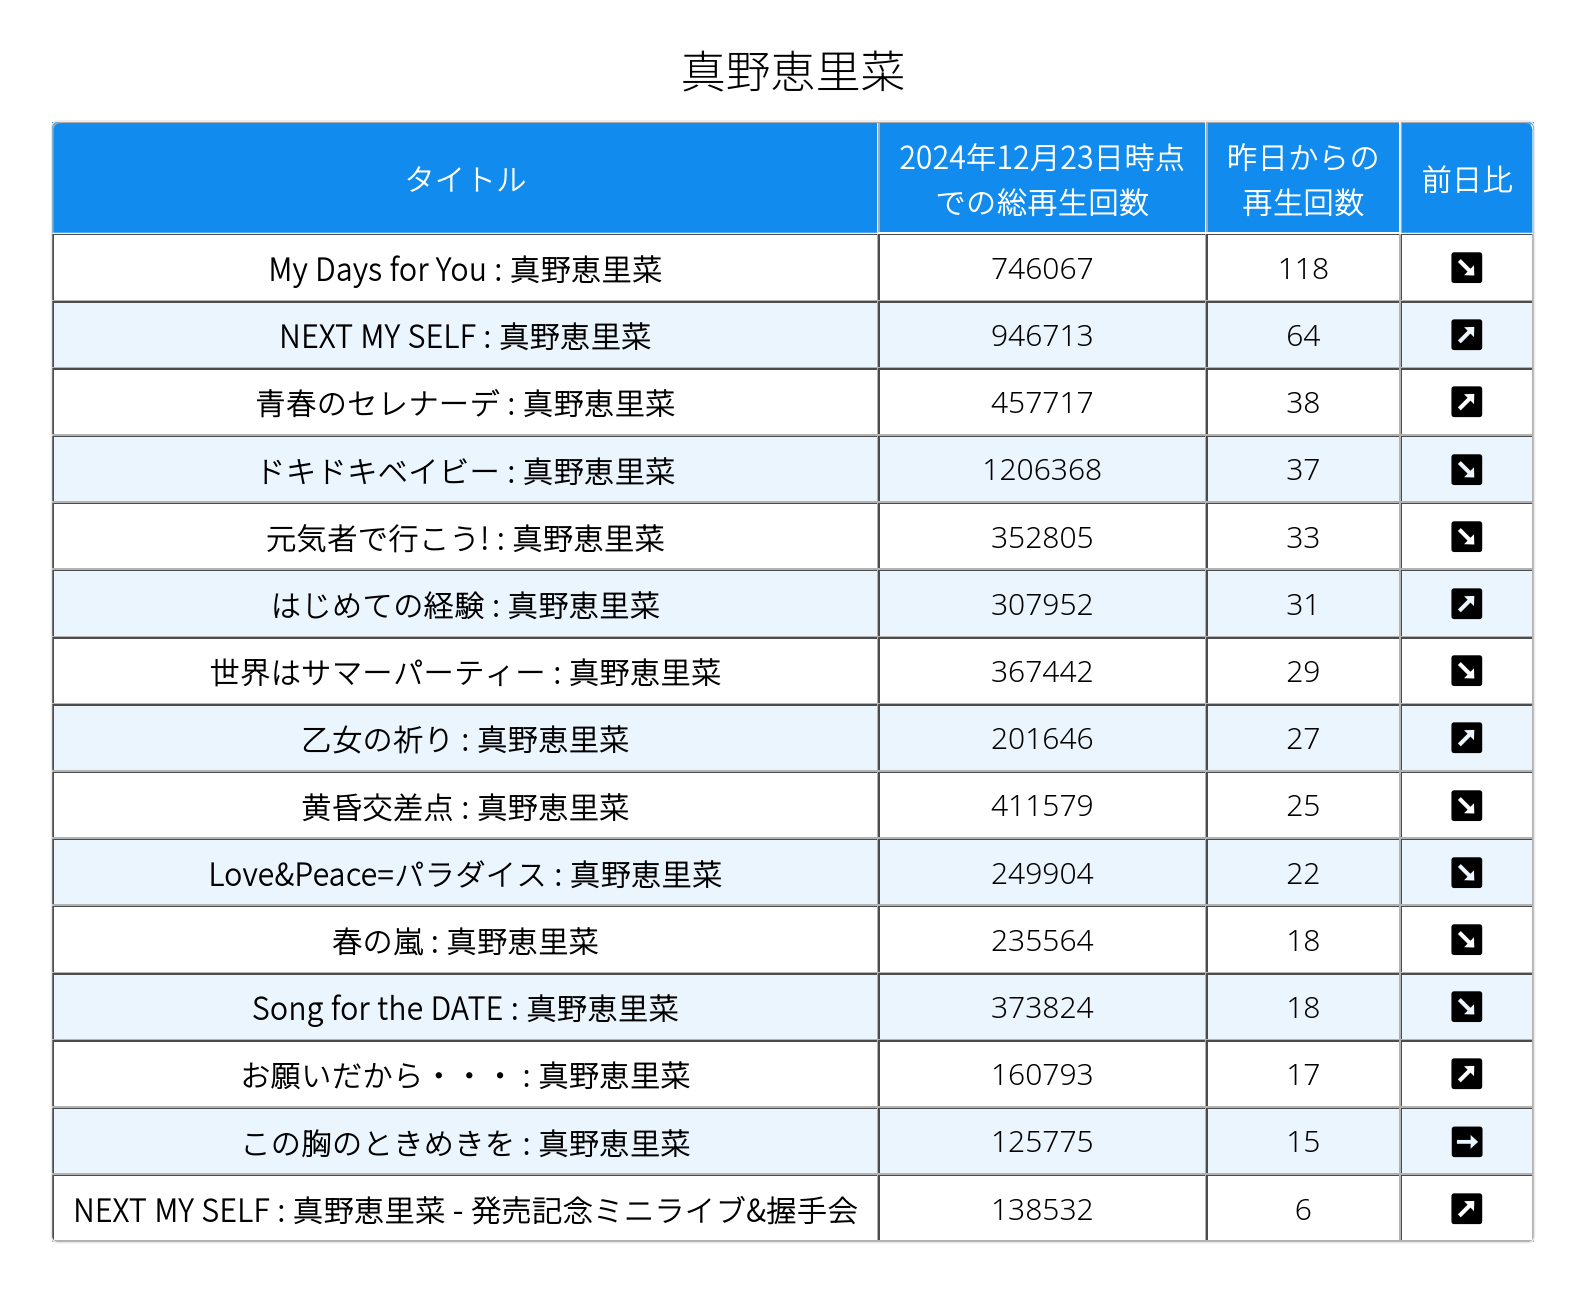 真野恵里菜
タイトル 2024年12月23日時点 昨日からの 前日比
での総再生回数 再生回数
My Days for You : 真野恵里菜 746067 118 ↘
NEXT MY SELF : 真野恵里菜 946713 64 ↗
青春のセレナーデ : 真野恵里菜 457717 38 ↗
ドキドキベイビー : 真野恵里菜 1206368 37 ↘
元気者で行こう! : 真野恵里菜 352805 33 ↘
はじめての経験 : 真野恵里菜 307952 31 ↗
世界はサマーパーティー : 真野恵里菜 367442 29 ↘
乙女の祈り : 真野恵里菜 201646 27 ↗
黄昏交差点 : 真野恵里菜 411579 25 ↘
Love&Peace=パラダイス : 真野恵里菜 249904 22 ↘
春の嵐 : 真野恵里菜 235564 18 ↘
Song for the DATE : 真野恵里菜 373824 18 ↘
お願いだから・・・ : 真野恵里菜 160793 17 ↗
この胸のときめきを : 真野恵里菜 125775 15 →
NEXT MY SELF : 真野恵里菜 - 発売記念ミニライブ&握手会 138532 6 ↗